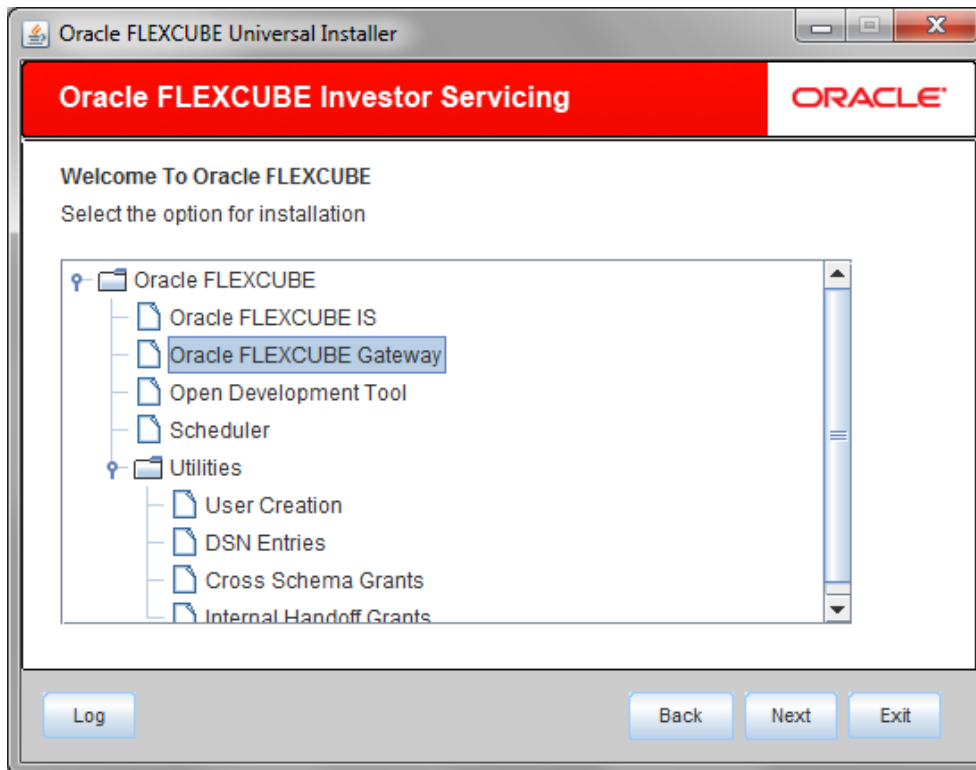 Oracle FLEXCUBE Universal Installer
Oracle FLEXCUBE Investor Servicing
ORACLE
Welcome To Oracle FLEXCUBE
Select the option for installation
Oracle FLEXCUBE
Oracle FLEXCUBE IS
Oracle FLEXCUBE Gateway
Open Development Tool
Scheduler
Utilities
User Creation
DSN Entries
Cross Schema Grants
Internal Handoff Grants
Log
Back
Next
Exit